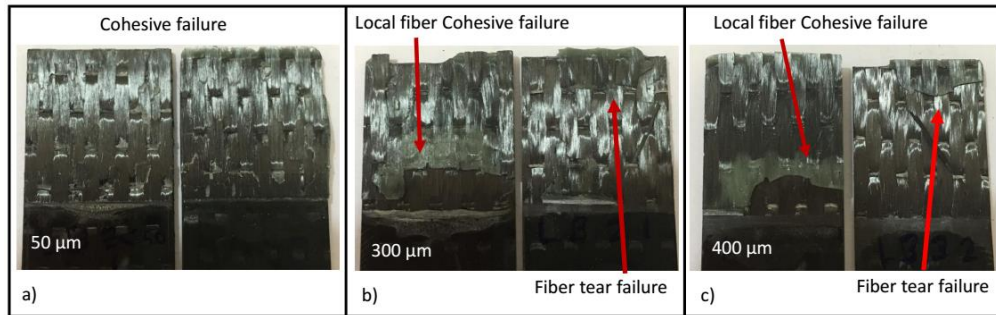 Cohesive failure
50 µm
a)
Local fiber Cohesive failure
300 µm
Fiber tear failure
b)
Local fiber Cohesive failure
400 µm
Fiber tear failure
c)